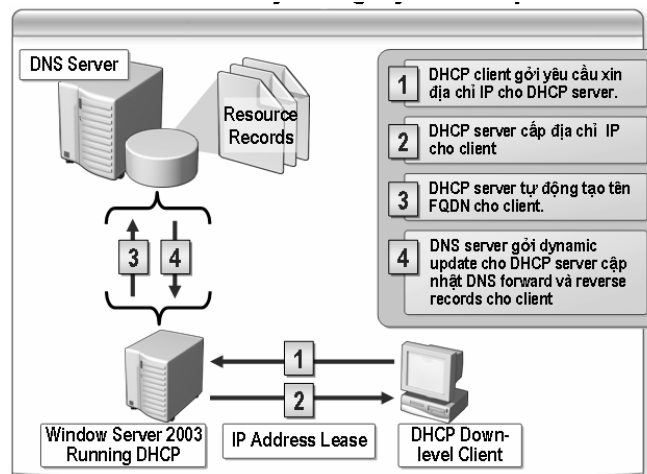 DNS Server
Resource
Records
1
DHCP client gởi yêu cầu xin
địa chỉ IP cho DHCP server.
2
DHCP server cấp địa chỉ IP
cho client
3
DHCP server tự động tạo tên
FQDN cho client.
4
DNS server gởi dynamic
update cho DHCP server cập
nhật DNS forward và reverse
records cho client
3
4
1
2
Window Server 2003
Running DHCP
IP Address Lease
DHCP Down-
level Client